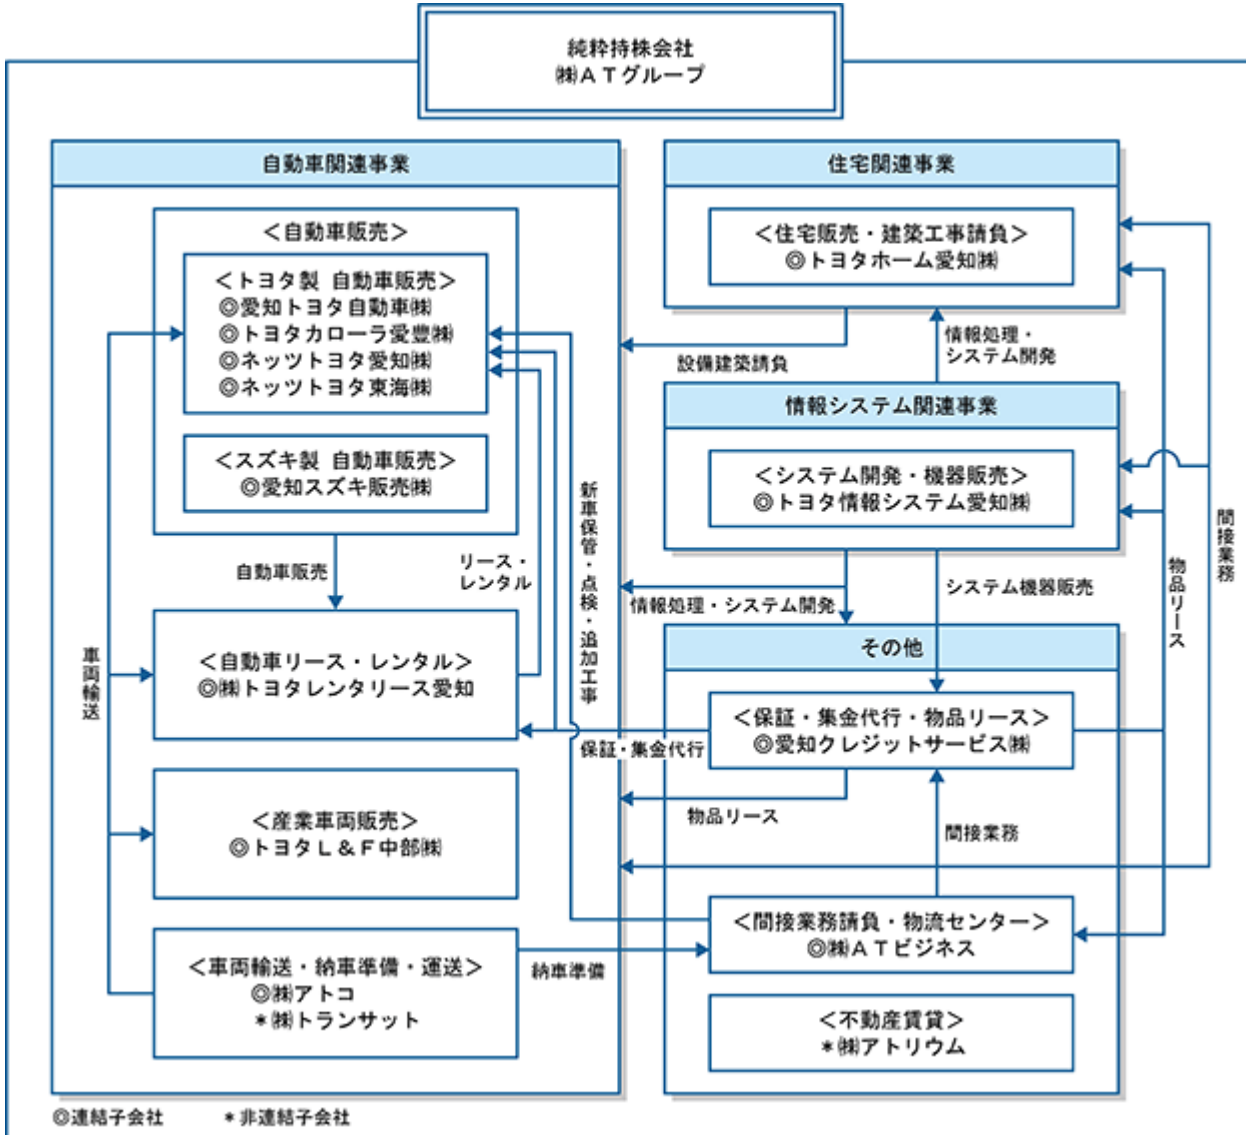 純粋持株会社
㈱ATグループ
自動車関連事業
＜自動車販売＞
＜トヨタ製 自動車販売＞
◎愛知トヨタ自動車㈱
◎トヨタカローラ愛豊㈱
◎ネッツトヨタ愛知㈱
◎ネッツトヨタ東海㈱
＜スズキ製 自動車販売＞
◎愛知スズキ販売㈱
自動車販売
リース・
レンタル
新車保管・点検・追加工事
車両輸送
＜自動車リース・レンタル＞
◎㈱トヨタレンタリース愛知
＜産業車両販売＞
◎トヨタL＆F中部㈱
＜車両輸送・納車準備・運送＞
◎㈱アトコ
＊㈱トランサット
住宅関連事業
＜住宅販売・建築工事請負＞
◎トヨタホーム愛知㈱
設備建築請負
情報処理・
システム開発
情報システム関連事業
＜システム開発・機器販売＞
◎トヨタ情報システム愛知㈱
情報処理・システム開発
システム機器販売
物品リース
間接業務
その他
＜保証・集金代行・物品リース＞
◎愛知クレジットサービス㈱
保証・集金代行
物品リース
間接業務
＜間接業務請負・物流センター＞
◎㈱ATビジネス
納車準備
＜不動産賃貸＞
＊㈱アトリウム
◎連結子会社 ＊非連結子会社